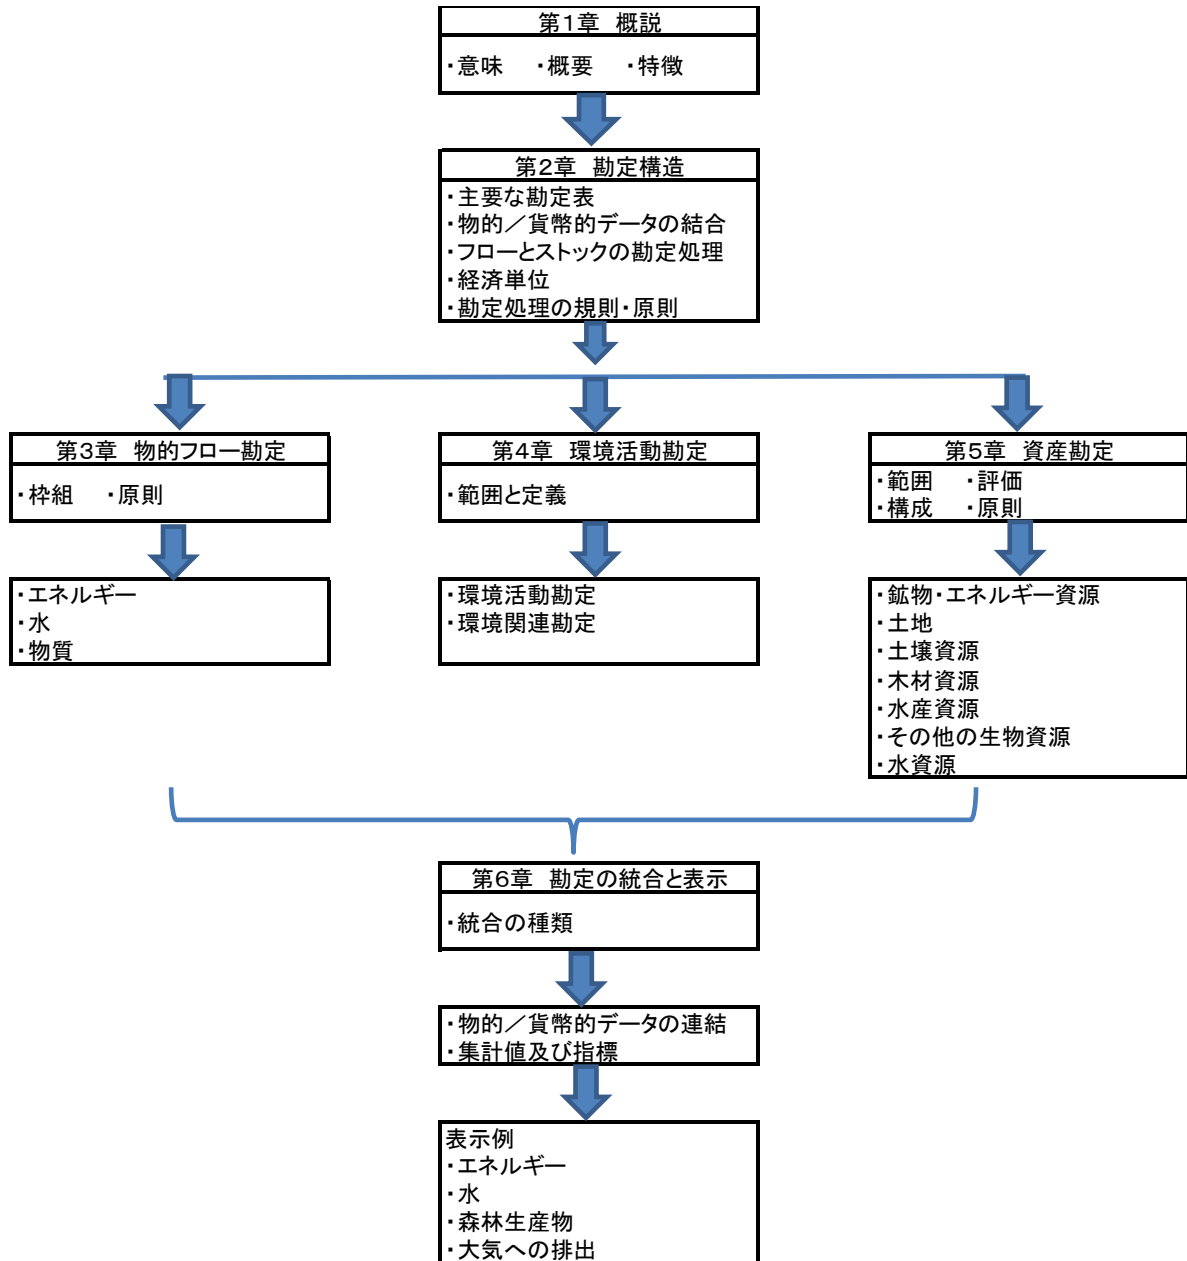 第1章 概説
・意味 ・概要 ・特徴
第2章 勘定構造
・主要な勘定表
・物的／貨幣的データの結合
・フローとストックの勘定処理
・経済単位
・勘定処理の規則・原則
第3章 物的フロー勘定
・枠組 ・原則
・エネルギー
・水
・物質
第4章 環境活動勘定
・範囲と定義
・環境活動勘定
・環境関連勘定
第5章 資産勘定
・範囲 ・評価
・構成 ・原則
・鉱物・エネルギー資源
・土地
・土壌資源
・木材資源
・水産資源
・その他の生物資源
・水資源
第6章 勘定の統合と表示
・統合の種類
・物的／貨幣的データの連結
・集計値及び指標
表示例
・エネルギー
・水
・森林生産物
・大気への排出